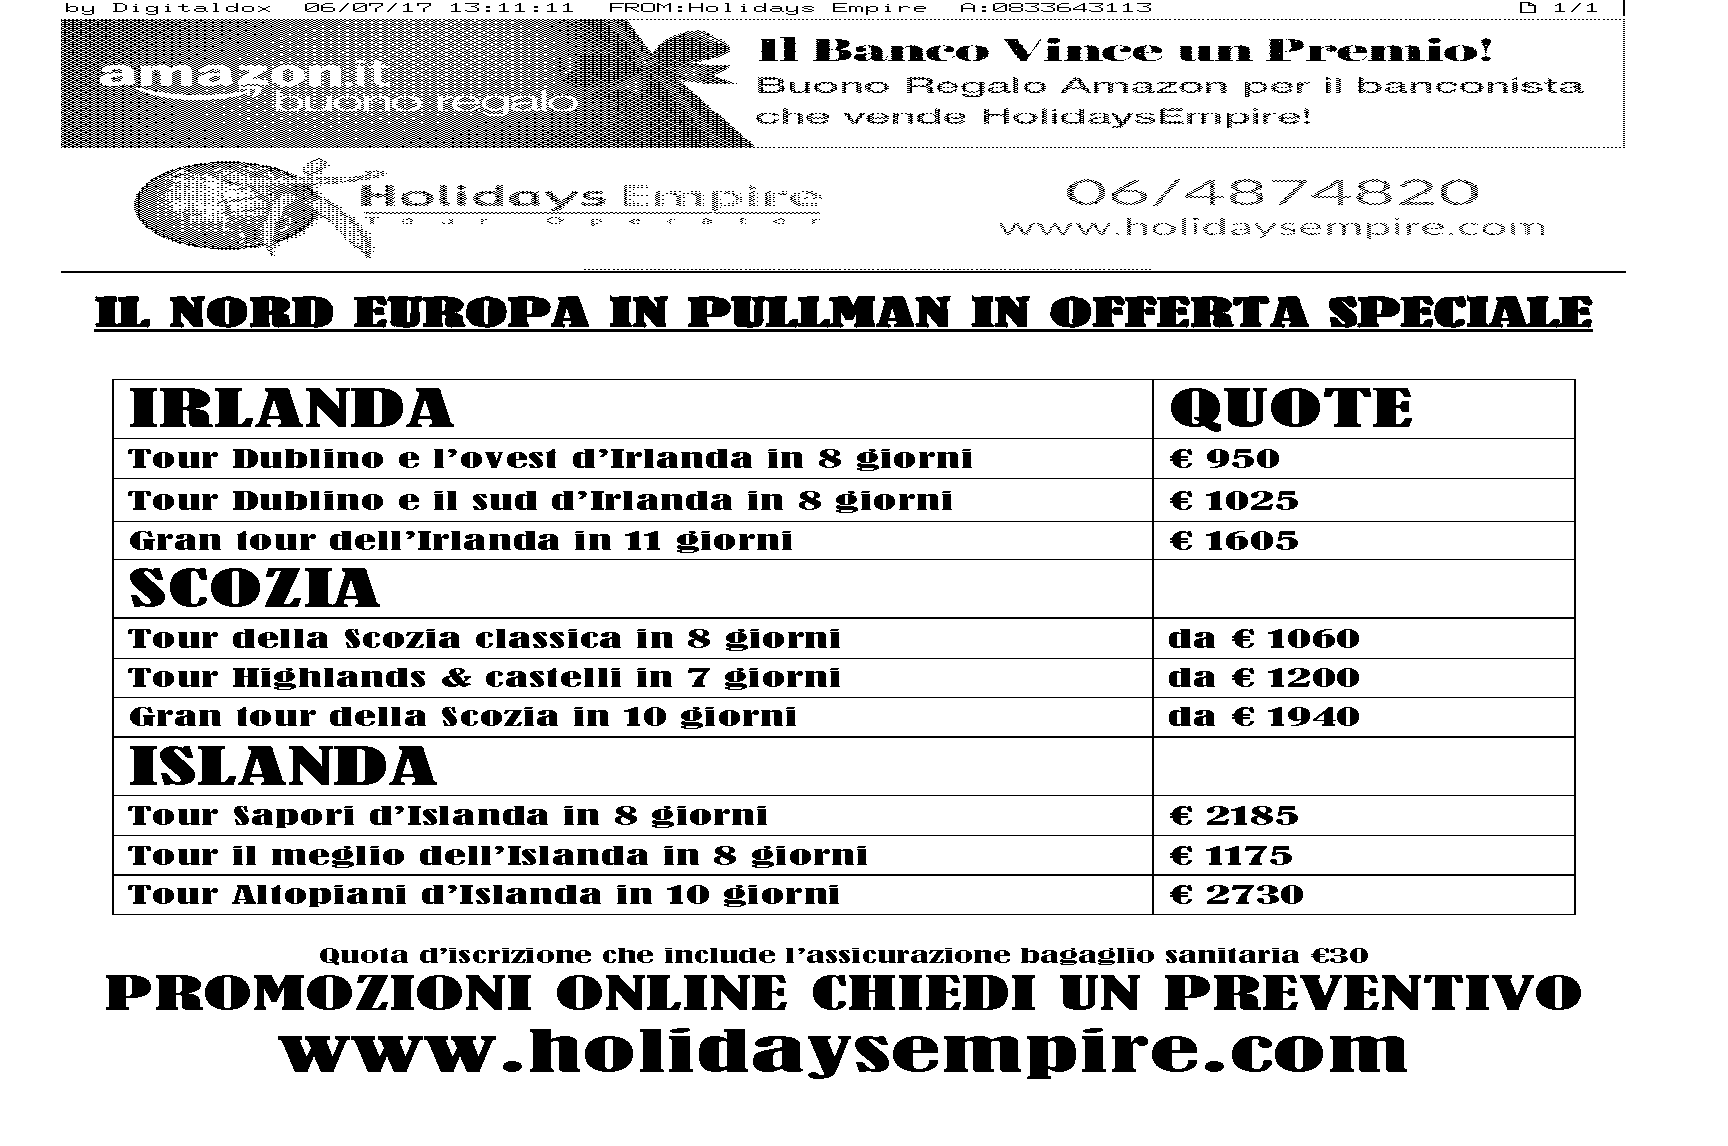 by Digitaldox 06/07/17 13:11:11 FROM:Holidays Empire A:0833643113 1/1
amazon.it
buono regalo
Il Banco Vince un Premio!
Buono Regalo Amazon per il banconista
che vende HolidaysEmpire!
Holidays Empire
Tour Operator
06/4874820
www.holidaysempire.com
IL NORD EUROPA IN PULLMAN IN OFFERTA SPECIALE
IRLANDA QUOTE
Tour Dublino e l'ovest d'Irlanda in 8 giorni € 950
Tour Dublino e il sud d'Irlanda in 8 giorni € 1025
Gran tour dell'Irlanda in 11 giorni € 1605
SCOZIA
Tour della Scozia classica in 8 giorni da € 1060
Tour Highlands & castelli in 7 giorni da € 1200
Gran tour della Scozia in 10 giorni da € 1940
ISLANDA
Tour Sapori d'Islanda in 8 giorni € 2185
Tour il meglio dell'Islanda in 8 giorni € 1175
Tour Altopiani d'Islanda in 10 giorni € 2730
Quota d'iscrizione che include l'assicurazione bagaglio sanitaria €30
PROMOZIONI ONLINE CHIEDI UN PREVENTIVO
www.holidaysempire.com